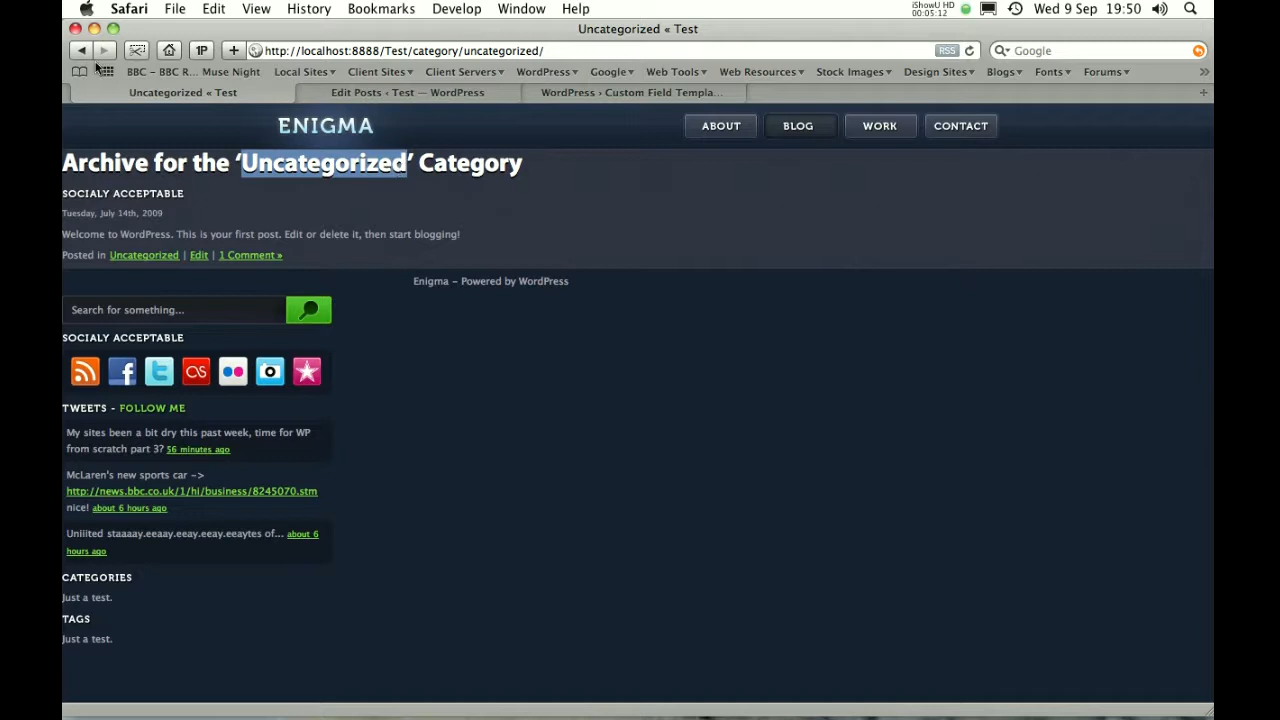 Safari File Edit View History Bookmarks Develop Window Help iShowU HD 00:05:12 Wed 9 Sep 19:50
Uncategorized « Test
1P + http://localhost:8888/Test/category/uncategorized/ RSS Google
BBC – BBC R... Muse Night Local Sites Client Sites Client Servers WordPress Google Web Tools Web Resources Stock Images Design Sites Blogs Fonts Forums »
Uncategorized « Test Edit Posts ‹ Test — WordPress WordPress › Custom Field Templa... +
ENIGMA ABOUT BLOG WORK CONTACT
Archive for the ‘Uncategorized’ Category
SOCIALY ACCEPTABLE
Tuesday, July 14th, 2009
Welcome to WordPress. This is your first post. Edit or delete it, then start blogging!
Posted in Uncategorized | Edit | 1 Comment »
Enigma – Powered by WordPress
Search for something...
SOCIALY ACCEPTABLE
TWEETS - FOLLOW ME
My sites been a bit dry this past week, time for WP
from scratch part 3? 56 minutes ago
McLaren's new sports car –>
http://news.bbc.co.uk/1/hi/business/8245070.stm
nice! about 6 hours ago
Uniiited staaaay.eeaay.eeay.eeay.eeaytes of... about 6
hours ago
CATEGORIES
Just a test.
TAGS
Just a test.